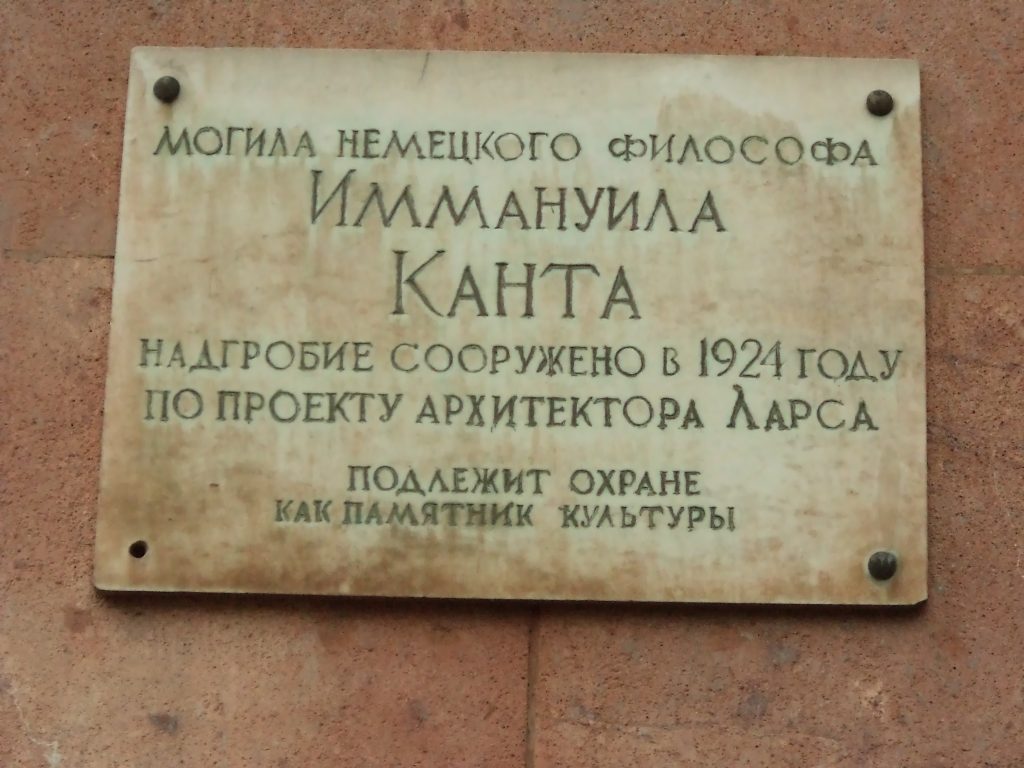 МОГИЛА НЕМЕЦКОГО ФИЛОСОФА
ИММАНУИЛА
КАНТА
НАДГРОБИЕ СООРУЖЕНО В 1924 ГОДУ
ПО ПРОЕКТУ АРХИТЕКТОРА ЛАРСА
ПОДЛЕЖИТ ОХРАНЕ
КАК ПАМЯТНИК КУЛЬТУРЫ